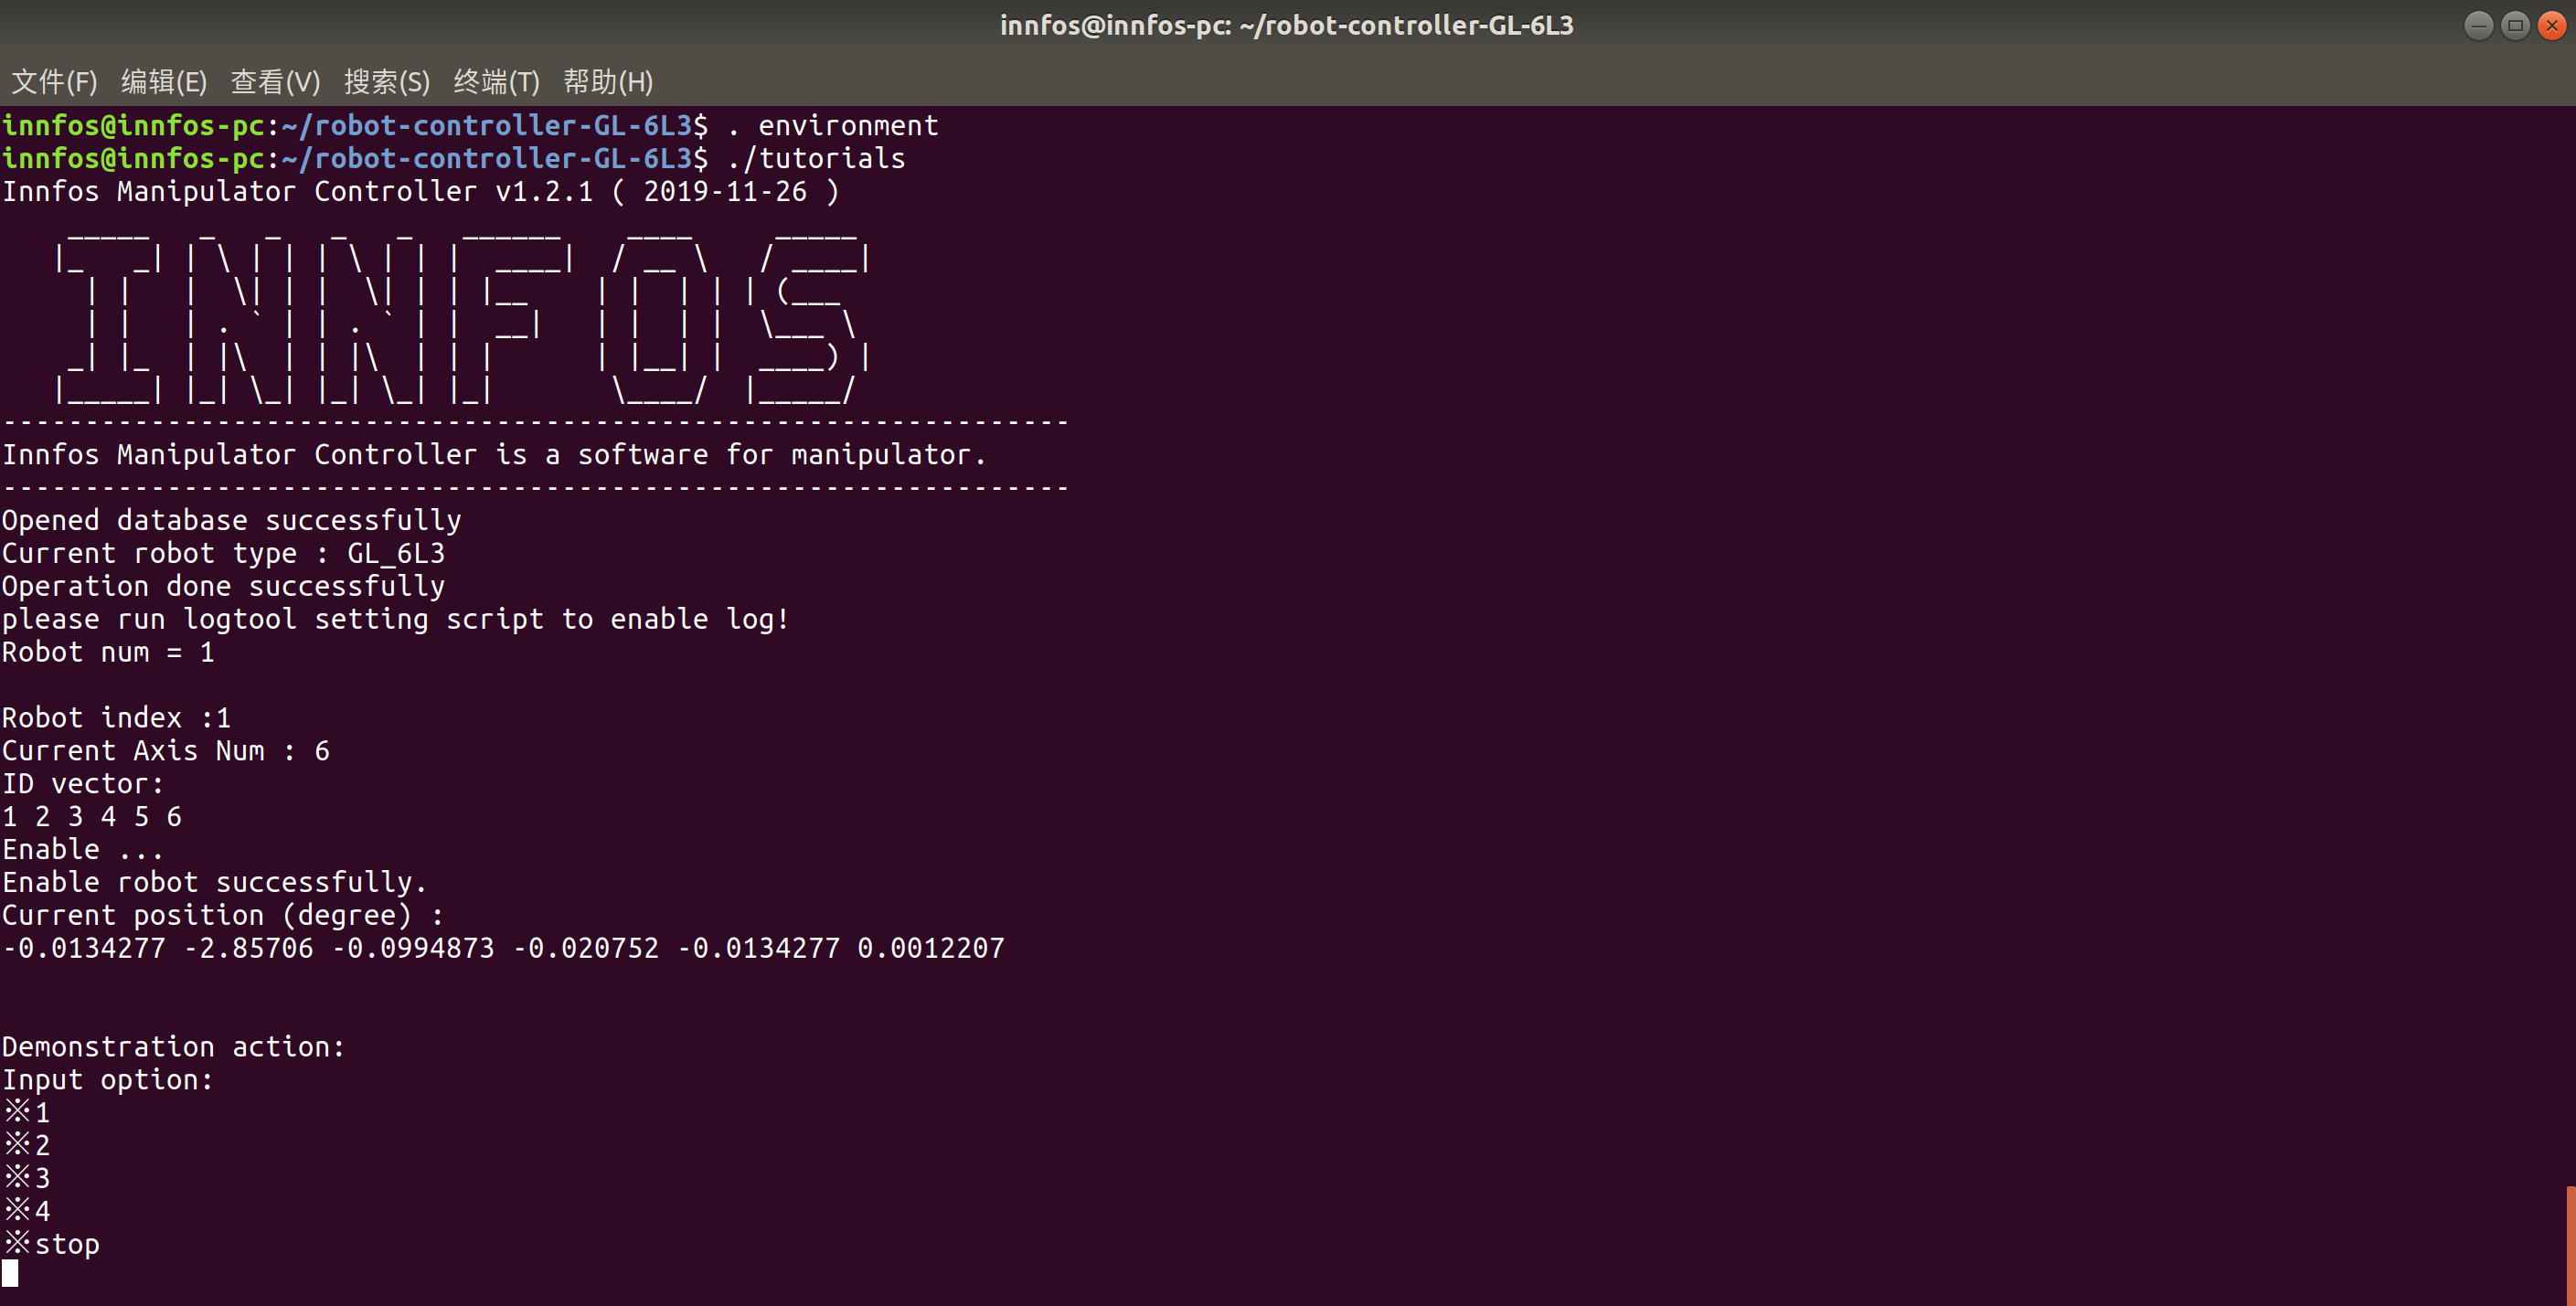 innfos@innfos-pc: ~/robot-controller-GL-6L3
文件(F) 编辑(E) 查看(V) 搜索(S) 终端(T) 帮助(H)
innfos@innfos-pc:~/robot-controller-GL-6L3$ . environment
innfos@innfos-pc:~/robot-controller-GL-6L3$ ./tutorials
Innfos Manipulator Controller v1.2.1 ( 2019-11-26 )
INNFOS
-----------------------------------------------------------------
Innfos Manipulator Controller is a software for manipulator.
-----------------------------------------------------------------
Opened database successfully
Current robot type : GL_6L3
Operation done successfully
please run logtool setting script to enable log!
Robot num = 1
Robot index :1
Current Axis Num : 6
ID vector:
1 2 3 4 5 6
Enable ...
Enable robot successfully.
Current position (degree) :
-0.0134277 -2.85706 -0.0994873 -0.020752 -0.0134277 0.0012207
Demonstration action:
Input option:
※1
※2
※3
※4
※stop